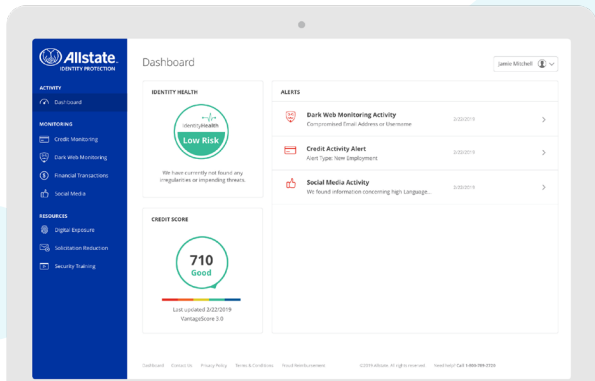 Allstate.
IDENTITY PROTECTION
ACTIVITY
Dashboard
MONITORING
Credit Monitoring
Dark Web Monitoring
Financial Transactions
Social Media
RESOURCES
Digital Exposure
Solicitation Reduction
Security Training
Dashboard
Jamie Mitchell
IDENTITY HEALTH
IdentityHealth
Low Risk
We have currently not found any
irregularities or impending threats.
CREDIT SCORE
710
Good
Last updated 2/22/2019
VantageScore 3.0
ALERTS
Dark Web Monitoring Activity
Compromised Email Address or Username
2/23/2019
Credit Activity Alert
Alert Type: New Employment
2/20/2019
Social Media Activity
We found information concerning high Language...
2/20/2019
Dashboard Contact Us Privacy Policy Terms & Conditions Fraud Reimbursement ©2019 Allstate. All rights reserved Need help? Call